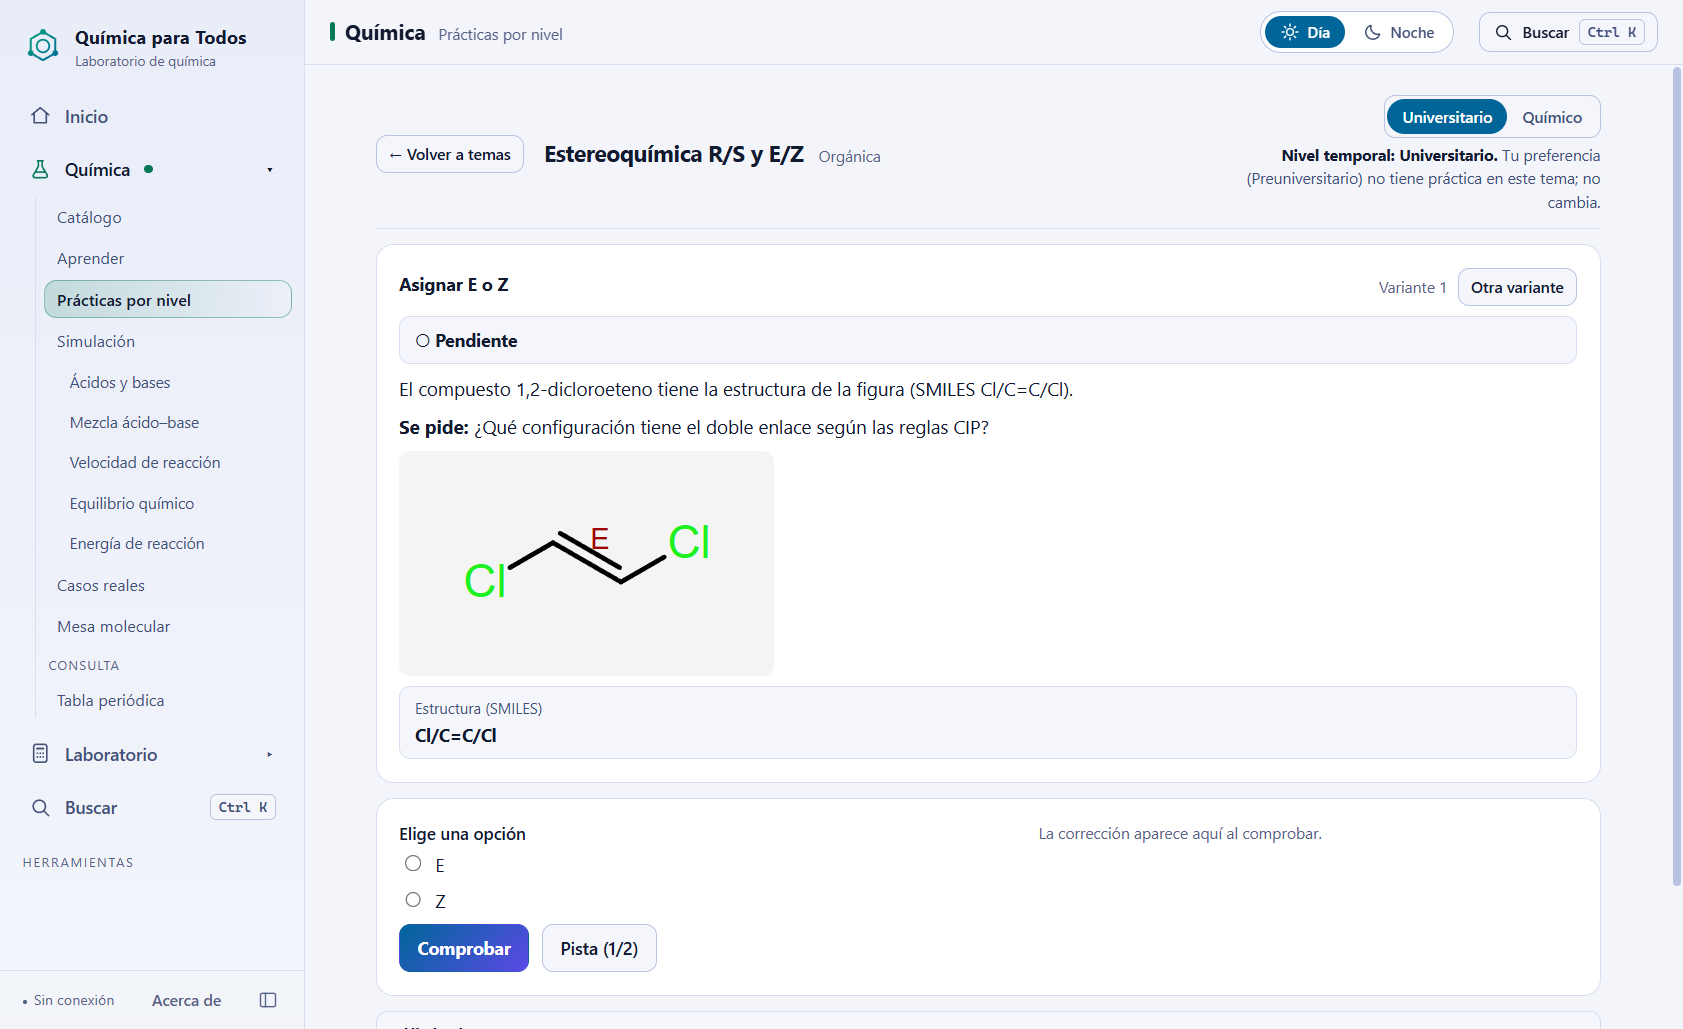 Química para Todos
Laboratorio de química
Inicio
Química
Catálogo
Aprender
Prácticas por nivel
Simulación
Ácidos y bases
Mezcla ácido–base
Velocidad de reacción
Equilibrio químico
Energía de reacción
Casos reales
Mesa molecular
CONSULTA
Tabla periódica
Laboratorio
Buscar Ctrl K
HERRAMIENTAS
Sin conexión Acerca de
Química Prácticas por nivel
Día Noche
Buscar Ctrl K
Universitario Químico
← Volver a temas Estereoquímica R/S y E/Z Orgánica
Nivel temporal: Universitario. Tu preferencia
(Preuniversitario) no tiene práctica en este tema; no
cambia.
Asignar E o Z
Variante 1 Otra variante
Pendiente
El compuesto 1,2-dicloroeteno tiene la estructura de la figura (SMILES Cl/C=C/Cl).
Se pide: ¿Qué configuración tiene el doble enlace según las reglas CIP?
E
Cl
Cl
Estructura (SMILES)
Cl/C=C/Cl
Elige una opción
E
Z
Comprobar Pista (1/2)
La corrección aparece aquí al comprobar.